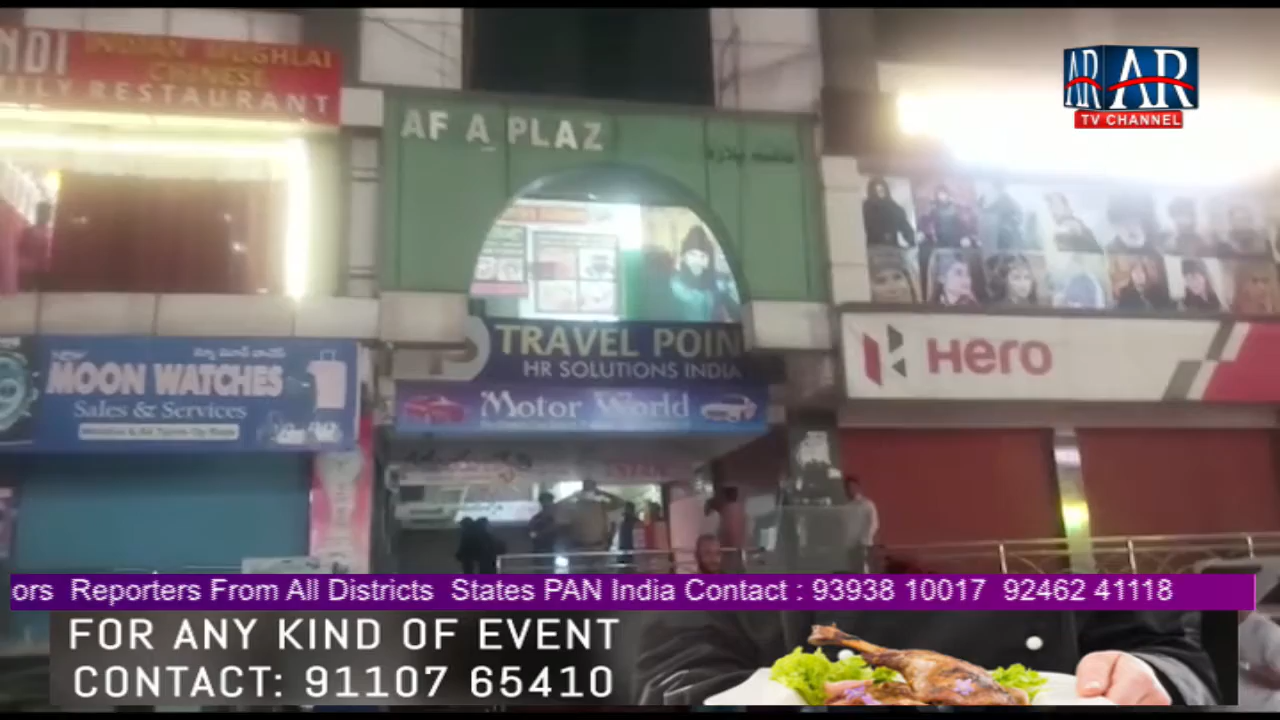 NDI INDIAN MUGHLAI
CHINESE
RESTAURANT
AF A PLAZ
AR AR
TV CHANNEL
MOON WATCHES
Sales & Services
TRAVEL POIN
HR SOLUTIONS INDIA
Motor World
Hero
ors Reporters From All Districts States PAN India Contact : 93938 10017 92462 41118
FOR ANY KIND OF EVENT
CONTACT: 91107 65410